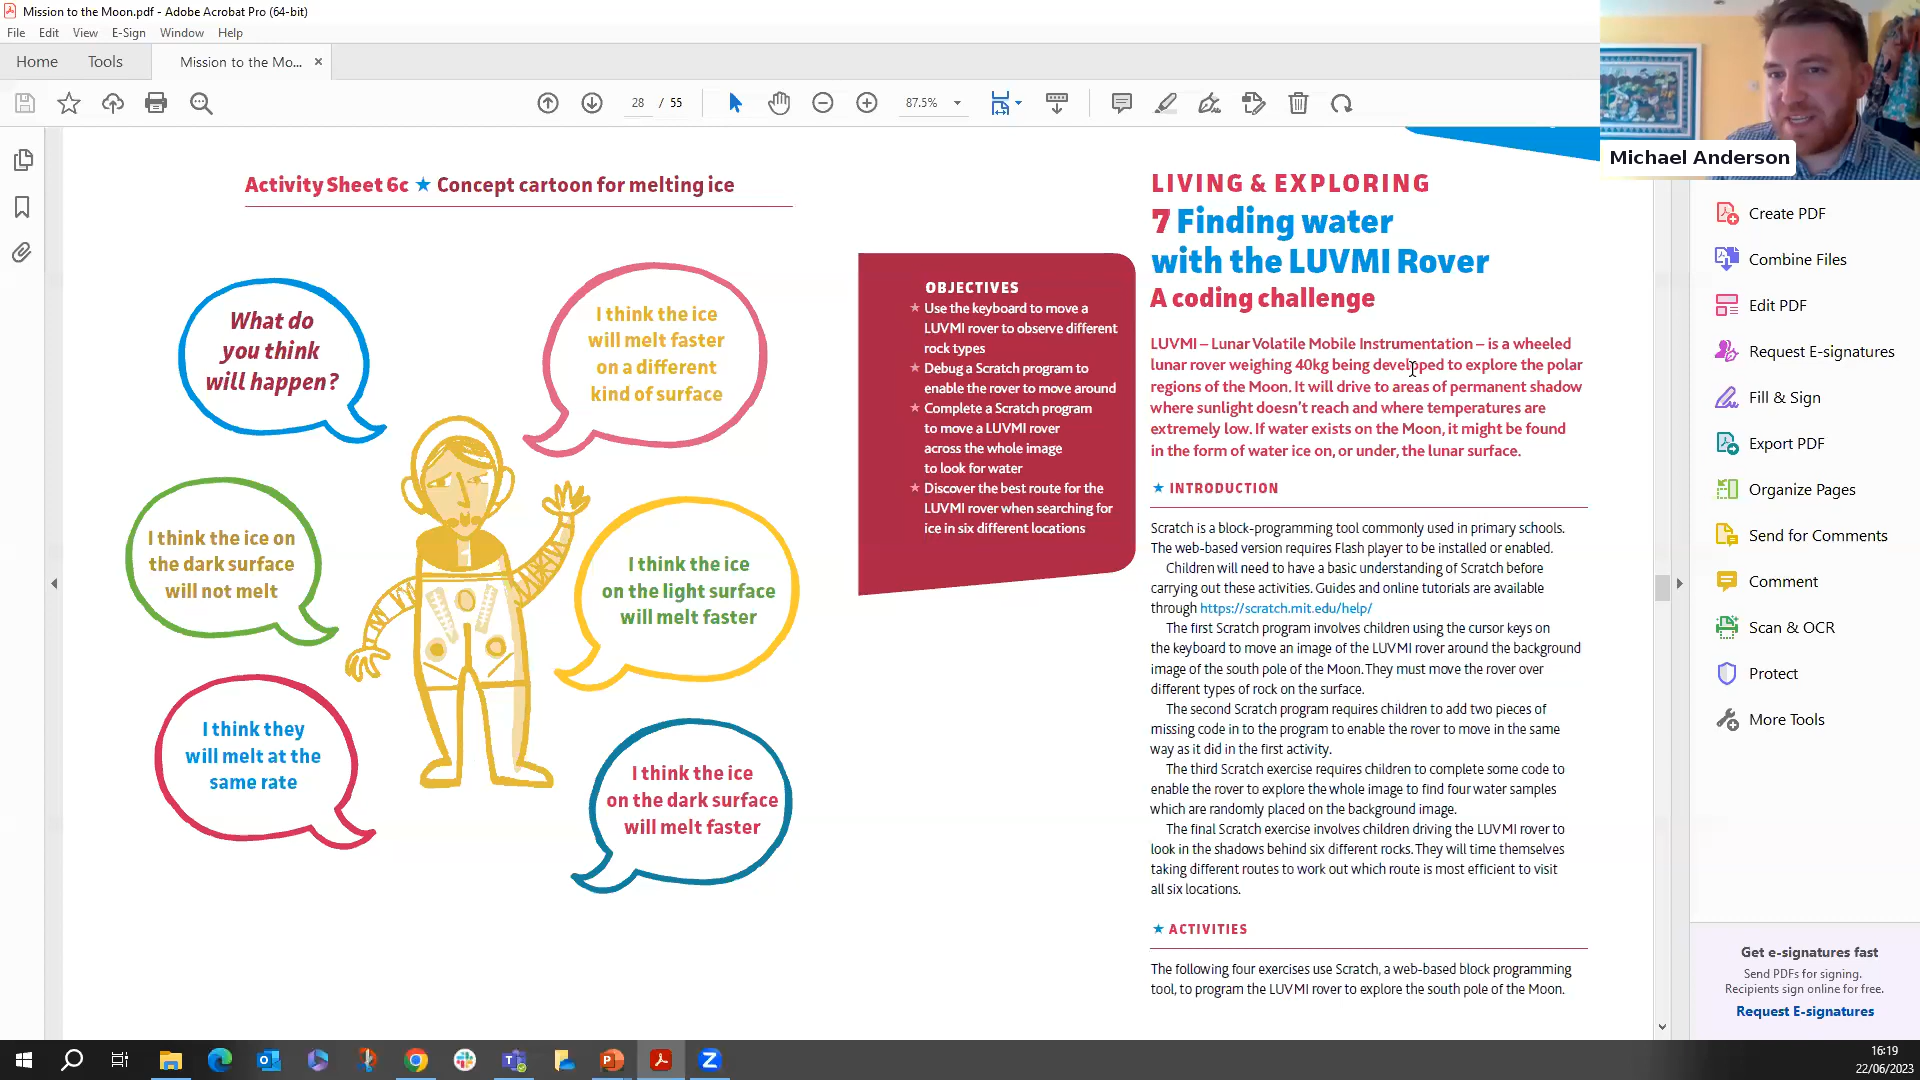 Mission to the Moon.pdf - Adobe Acrobat Pro (64-bit)
File Edit View E-Sign Window Help
Home Tools Mission to the Mo... ×
28 / 55 87.5%
Michael Anderson
Activity Sheet 6c ★ Concept cartoon for melting ice
What do
you think
will happen?
I think the ice
will melt faster
on a different
kind of surface
I think the ice on
the dark surface
will not melt
I think the ice
on the light surface
will melt faster
I think they
will melt at the
same rate
I think the ice
on the dark surface
will melt faster
OBJECTIVES
★ Use the keyboard to move a
LUVMI rover to observe different
rock types
★ Debug a Scratch program to
enable the rover to move around
★ Complete a Scratch program
to move a LUVMI rover
across the whole image
to look for water
★ Discover the best route for the
LUVMI rover when searching for
ice in six different locations
LIVING & EXPLORING
7 Finding water
with the LUVMI Rover
A coding challenge
LUVMI – Lunar Volatile Mobile Instrumentation – is a wheeled
lunar rover weighing 40kg being developed to explore the polar
regions of the Moon. It will drive to areas of permanent shadow
where sunlight doesn't reach and where temperatures are
extremely low. If water exists on the Moon, it might be found
in the form of water ice on, or under, the lunar surface.
★ INTRODUCTION
Scratch is a block-programming tool commonly used in primary schools.
The web-based version requires Flash player to be installed or enabled.
Children will need to have a basic understanding of Scratch before
carrying out these activities. Guides and online tutorials are available
through https://scratch.mit.edu/help/
The first Scratch program involves children using the cursor keys on
the keyboard to move an image of the LUVMI rover around the background
image of the south pole of the Moon. They must move the rover over
different types of rock on the surface.
The second Scratch program requires children to add two pieces of
missing code in to the program to enable the rover to move in the same
way as it did in the first activity.
The third Scratch exercise requires children to complete some code to
enable the rover to explore the whole image to find four water samples
which are randomly placed on the background image.
The final Scratch exercise involves children driving the LUVMI rover to
look in the shadows behind six different rocks. They will time themselves
taking different routes to work out which route is most efficient to visit
all six locations.
★ ACTIVITIES
The following four exercises use Scratch, a web-based block programming
tool, to program the LUVMI rover to explore the south pole of the Moon.
Create PDF
Combine Files
Edit PDF
Request E-signatures
Fill & Sign
Export PDF
Organize Pages
Send for Comments
Comment
Scan & OCR
Protect
More Tools
Get e-signatures fast
Send PDFs for signing.
Recipients sign online for free.
Request E-signatures
16:19
22/06/2023